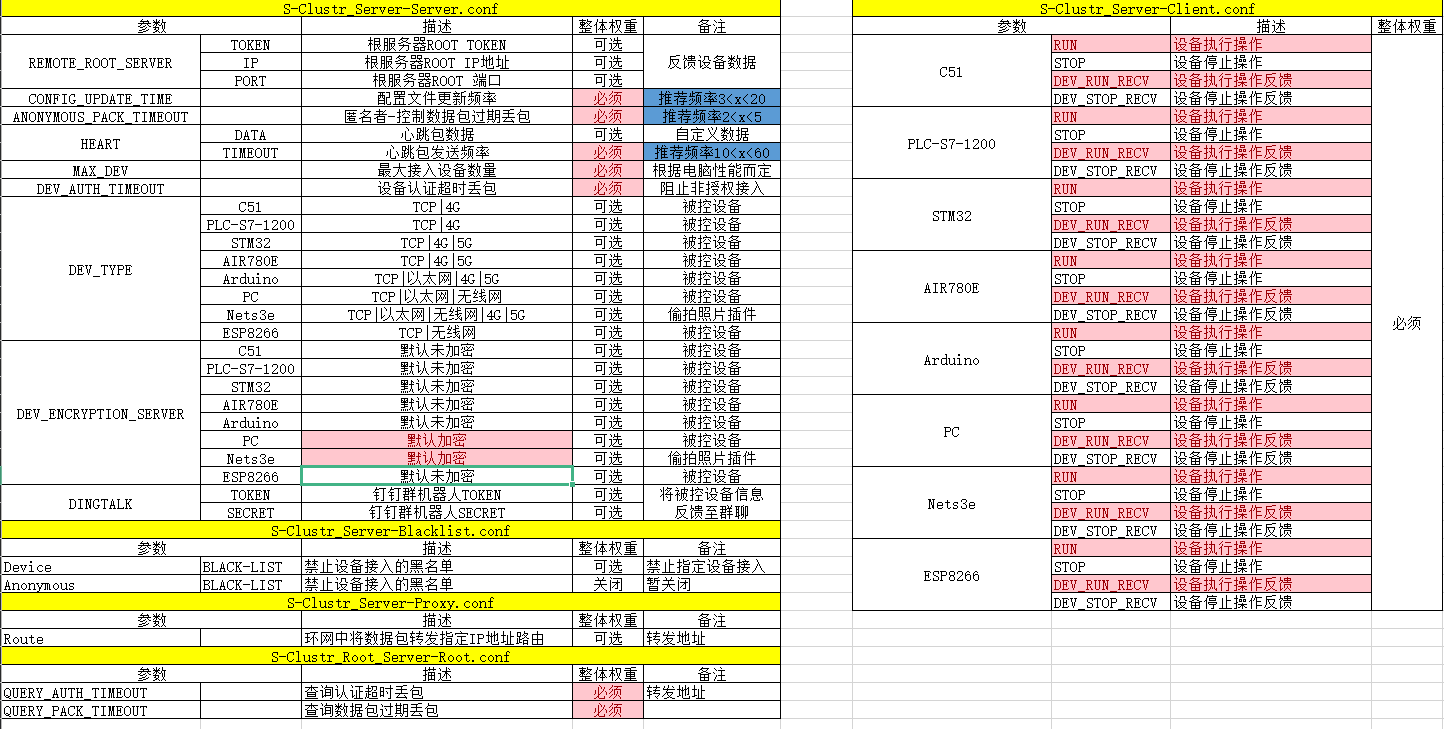 S-Clustr_Server-Server.conf
参数 描述 整体权重 备注
REMOTE_ROOT_SERVER TOKEN 根服务器ROOT TOKEN 可选 反馈设备数据
IP 根服务器ROOT IP地址 可选
PORT 根服务器ROOT 端口 可选
CONFIG_UPDATE_TIME 配置文件更新频率 必须 推荐频率3<x<20
ANONYMOUS_PACK_TIMEOUT 匿名者-控制数据包过期丢包 必须 推荐频率2<x<5
HEART DATA 心跳包数据 可选 自定义数据
TIMEOUT 心跳包发送频率 必须 推荐频率10<x<60
MAX_DEV 最大接入设备数量 必须 根据电脑性能而定
DEV_AUTH_TIMEOUT 设备认证超时丢包 必须 阻止非授权接入
DEV_TYPE C51 TCP|4G 可选 被控设备
PLC-S7-1200 TCP|4G 可选 被控设备
STM32 TCP|4G|5G 可选 被控设备
AIR780E TCP|4G|5G 可选 被控设备
Arduino TCP|以太网|4G|5G 可选 被控设备
PC TCP|以太网|无线网 可选 被控设备
Nets3e TCP|以太网|无线网|4G|5G 可选 偷拍照片插件
ESP8266 TCP|无线网 可选 被控设备
DEV_ENCRYPTION_SERVER C51 默认未加密 可选 被控设备
PLC-S7-1200 默认未加密 可选 被控设备
STM32 默认未加密 可选 被控设备
AIR780E 默认未加密 可选 被控设备
Arduino 默认未加密 可选 被控设备
PC 默认加密 可选 被控设备
Nets3e 默认加密 可选 偷拍照片插件
ESP8266 默认未加密 可选 被控设备
DINGTALK TOKEN 钉钉群机器人TOKEN 可选 将被控设备信息
SECRET 钉钉群机器人SECRET 可选 反馈至群聊
S-Clustr_Server-Blacklist.conf
参数 描述 整体权重 备注
Device BLACK-LIST 禁止设备接入的黑名单 可选 禁止指定设备接入
Anonymous BLACK-LIST 禁止设备接入的黑名单 关闭 暂关闭
S-Clustr_Server-Proxy.conf
参数 描述 整体权重 备注
Route 环网中将数据包转发指定IP地址路由 可选 转发地址
S-Clustr_Root_Server-Root.conf
参数 描述 整体权重 备注
QUERY_AUTH_TIMEOUT 查询认证超时丢包 必须 转发地址
QUERY_PACK_TIMEOUT 查询数据包过期丢包 必须
S-Clustr_Server-Client.conf
参数 描述 整体权重
C51 RUN 设备执行操作 必须
STOP 设备停止操作
DEV_RUN_RECV 设备执行操作反馈
DEV_STOP_RECV 设备停止操作反馈
PLC-S7-1200 RUN 设备执行操作
STOP 设备停止操作
DEV_RUN_RECV 设备执行操作反馈
DEV_STOP_RECV 设备停止操作反馈
STM32 RUN 设备执行操作
STOP 设备停止操作
DEV_RUN_RECV 设备执行操作反馈
DEV_STOP_RECV 设备停止操作反馈
AIR780E RUN 设备执行操作
STOP 设备停止操作
DEV_RUN_RECV 设备执行操作反馈
DEV_STOP_RECV 设备停止操作反馈
Arduino RUN 设备执行操作
STOP 设备停止操作
DEV_RUN_RECV 设备执行操作反馈
DEV_STOP_RECV 设备停止操作反馈
PC RUN 设备执行操作
STOP 设备停止操作
DEV_RUN_RECV 设备执行操作反馈
DEV_STOP_RECV 设备停止操作反馈
Nets3e RUN 设备执行操作
STOP 设备停止操作
DEV_RUN_RECV 设备执行操作反馈
DEV_STOP_RECV 设备停止操作反馈
ESP8266 RUN 设备执行操作
STOP 设备停止操作
DEV_RUN_RECV 设备执行操作反馈
DEV_STOP_RECV 设备停止操作反馈